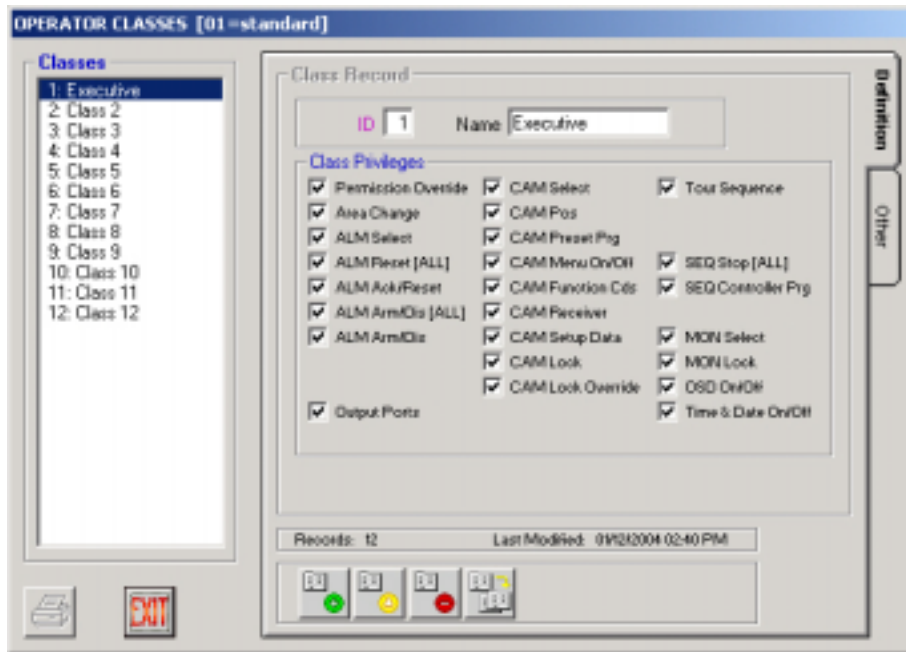 OPERATOR CLASSES [01=standard]
Classes
1: Executive
2: Class 2
3: Class 3
4: Class 4
5: Class 5
6: Class 6
7: Class 7
8: Class 8
9: Class 9
10: Class 10
11: Class 11
12: Class 12
Class Record
ID 1 Name Executive
Class Privileges
Permission Override CAM Select Tour Sequence
Area Change CAM Pos
ALM Select CAM Preset Prg
ALM Reset [ALL] CAM Menu On/Off SEQ Stop [ALL]
ALM Ack/Reset CAM Function Cds SEQ Controller Prg
ALM Arm/Dis [ALL] CAM Receiver
ALM Arm/Dis CAM Setup Data MON Select
CAM Lock MON Lock
CAM Lock Override OSD On/Off
Output Ports Time & Date On/Off
Records: 12 Last Modified: 01/12/2004 02:40 PM
Definition
Other
EXIT